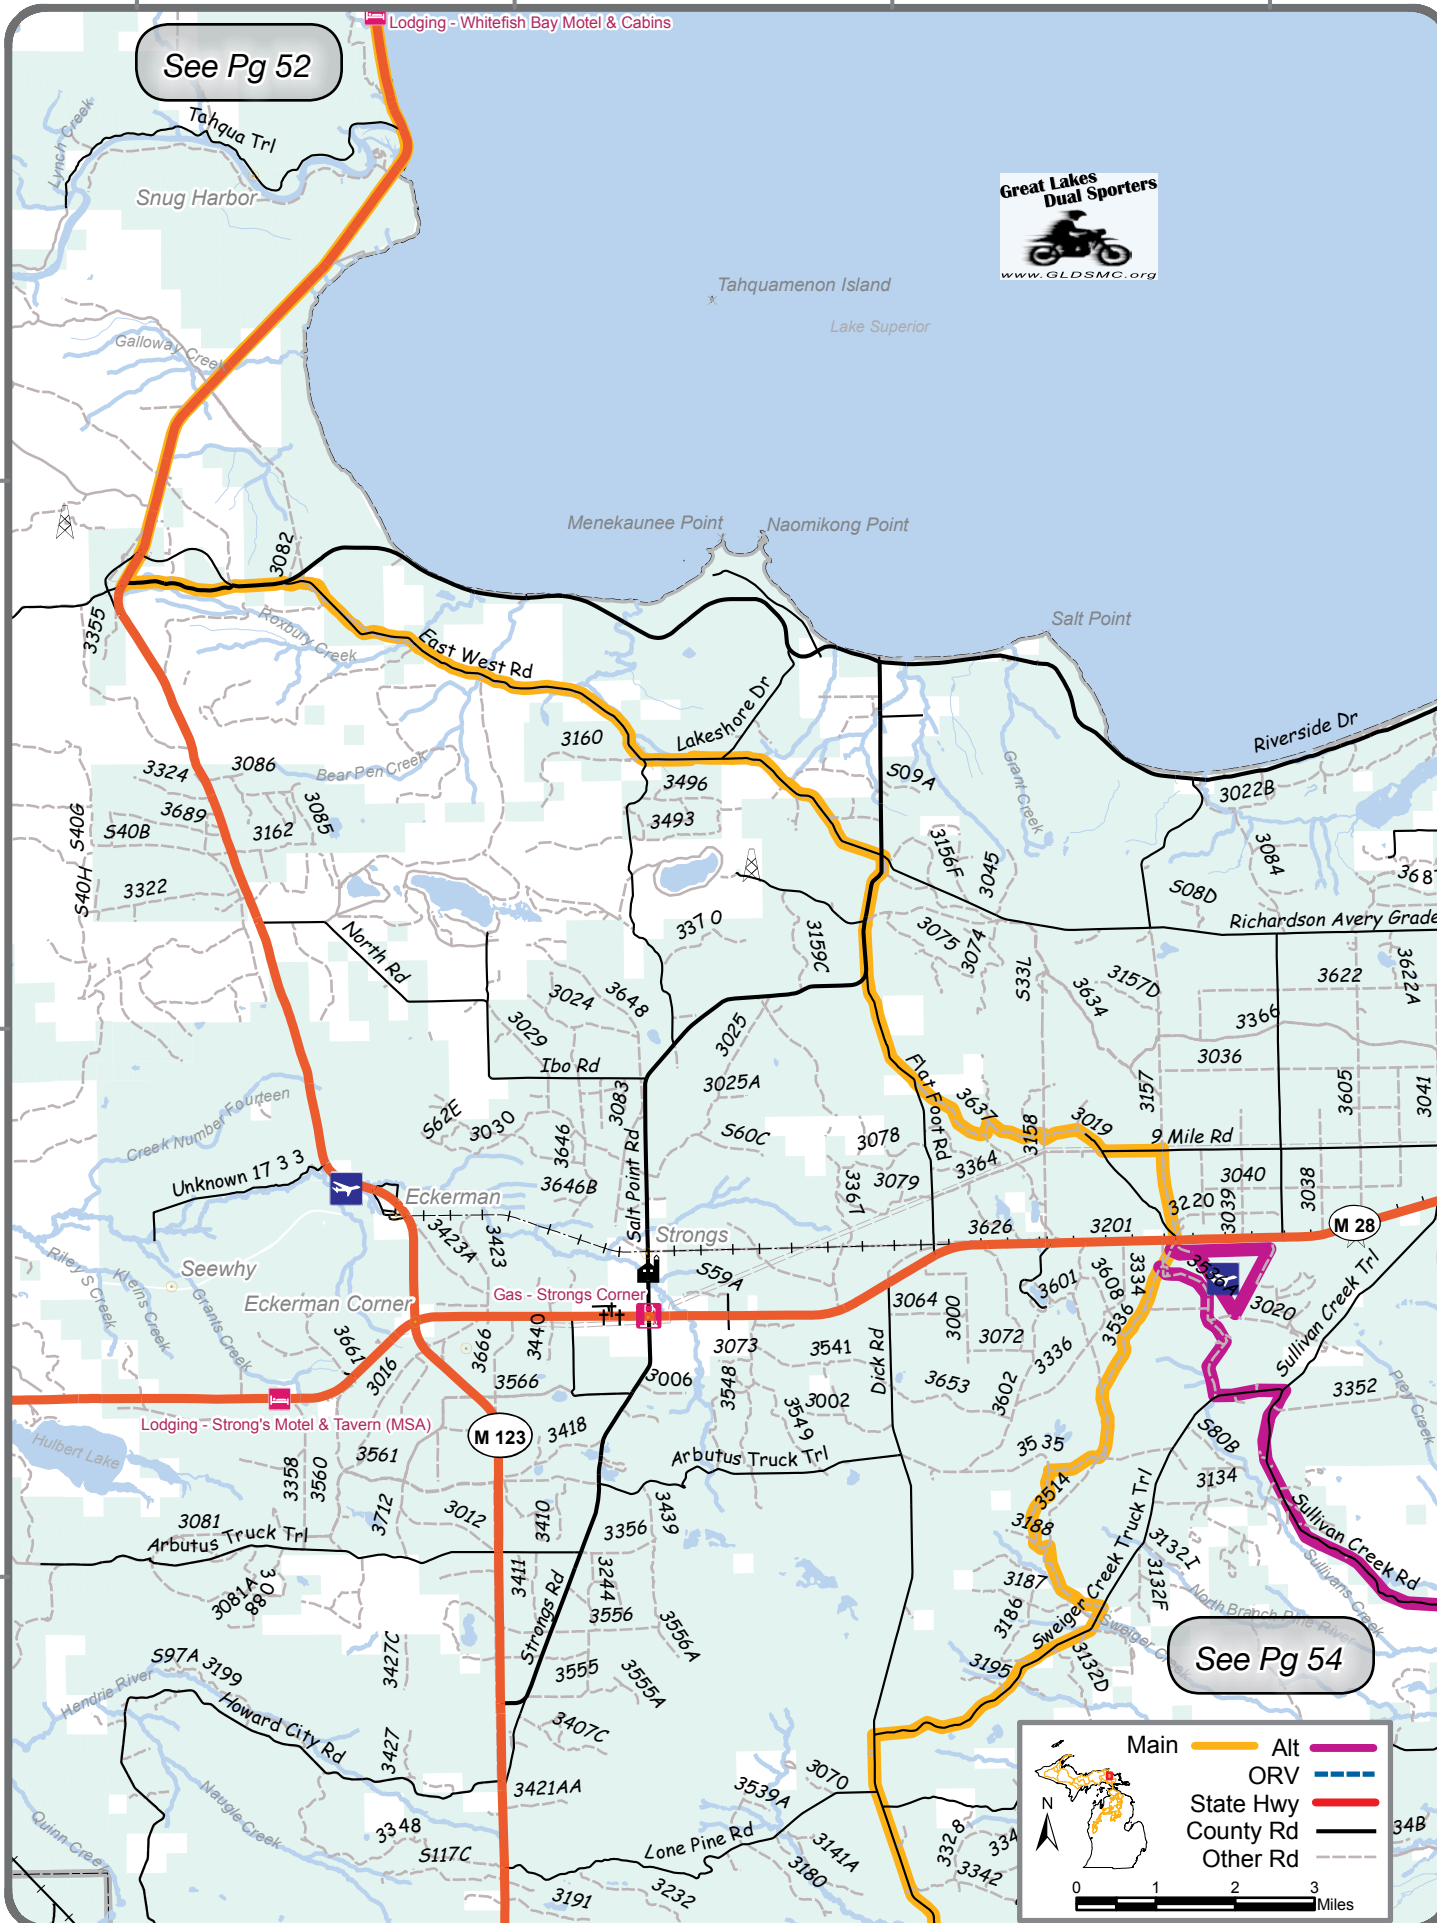 Lodging - Whitefish Bay Motel & Cabins
See Pg 52
Lynch Creek
Tahqua Trl
Snug Harbor
Great Lakes
Dual Sporters
www.GLDSMC.org
Tahquamenon Island
Lake Superior
Galloway Creek
Menekaunee Point
Naomikong Point
3082
Salt Point
3355
Roxbury Creek
East West Rd
Lakeshore Dr
Riverside Dr
3160
3324
3086
Bear Pen Creek
3496
S09A
Grant Creek
3022B
3689
3085
3493
S40G
S40B
3162
3156F
3045
3084
S40H
3322
3687
S08D
3370
3159C
3075
3074
Richardson Avery Grade
North Rd
S33L
3157D
3634
3622
3622A
3024
3648
3029
3025
3366
Ibo Rd
3036
3025A
3083
Flat Foot Rd
3637
3157
3605
3041
Creek Number Fourteen
S62E
3030
3646
S60C
3078
3158
3019
9 Mile Rd
Salt Point Rd
Unknown 17 3 3
3646B
3367
3079
3364
3040
3038
Eckerman
3220
3039
3423A
3423
Strongs
3626
3201
M 28
Riley S Creek
Kleins Creek
Seewhy
Grants Creek
S59A
3601
3608
3334
3536A
Eckerman Corner
Gas - Strongs Corner
3064
3000
3536
3020
Sullivan Creek Trl
3661
3016
3666
3440
3073
3541
Dick Rd
3072
3336
3566
3006
3548
3002
3549
3653
3602
3352
Pine Creek
Lodging - Strong's Motel & Tavern (MSA)
M 123
3418
Hulbert Lake
3561
Arbutus Truck Trl
3535
S80B
3358
3560
3134
3514
3712
3012
3410
3439
3081
Arbutus Truck Trl
3356
3188
Sullivan Creek Rd
3132I
Sullivans Creek
3081A
3088
3411
3244
3187
3132F
Sweiger Creek Truck Trl
North Branch Pine River
3556
3556A
3186
Strongs Rd
S97A
3199
3427C
3555
3555A
3195
3132D
See Pg 54
Hendrie River
Howard City Rd
3427
3407C
Main
Alt
ORV
State Hwy
County Rd
Other Rd
N
0 1 2 3
Miles
3421AA
3539A
3070
Naugle Creek
3348
S117C
Lone Pine Rd
3141A
3180
3328
3342
34B
Quinn Cree
3191
3232